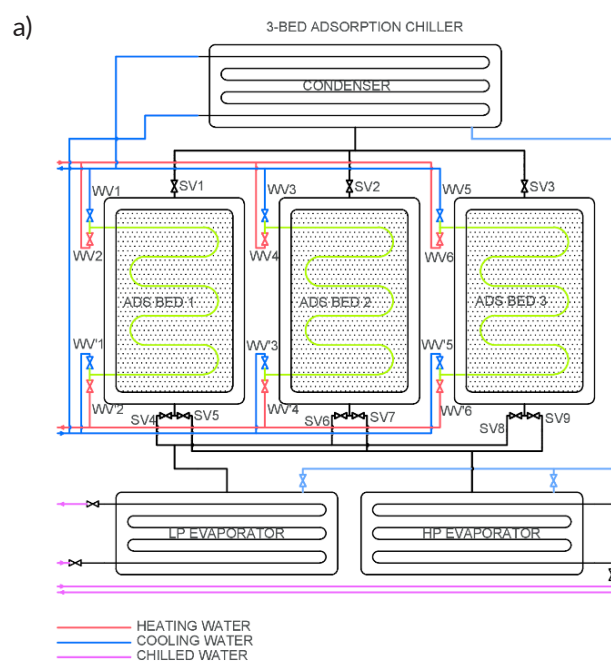 a)
3-BED ADSORPTION CHILLER
CONDENSER
SV1
SV2
SV3
WV1
WV3
WV5
WV2
WV4
WV6
ADS BED 1
ADS BED 2
ADS BED 3
WV'1
WV'3
WV'5
WV'2
WV'4
WV'6
SV4
SV5
SV6
SV7
SV8
SV9
LP EVAPORATOR
HP EVAPORATOR
HEATING WATER
COOLING WATER
CHILLED WATER